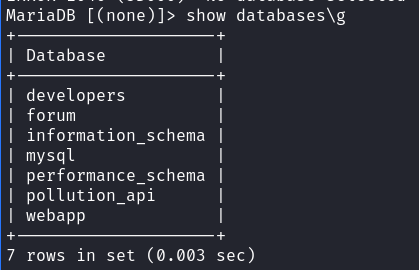 MariaDB [(none)]> show databases\g
+--------------------+
| Database           |
+--------------------+
| developers         |
| forum              |
| information_schema |
| mysql              |
| performance_schema |
| pollution_api      |
| webapp             |
+--------------------+
7 rows in set (0.003 sec)